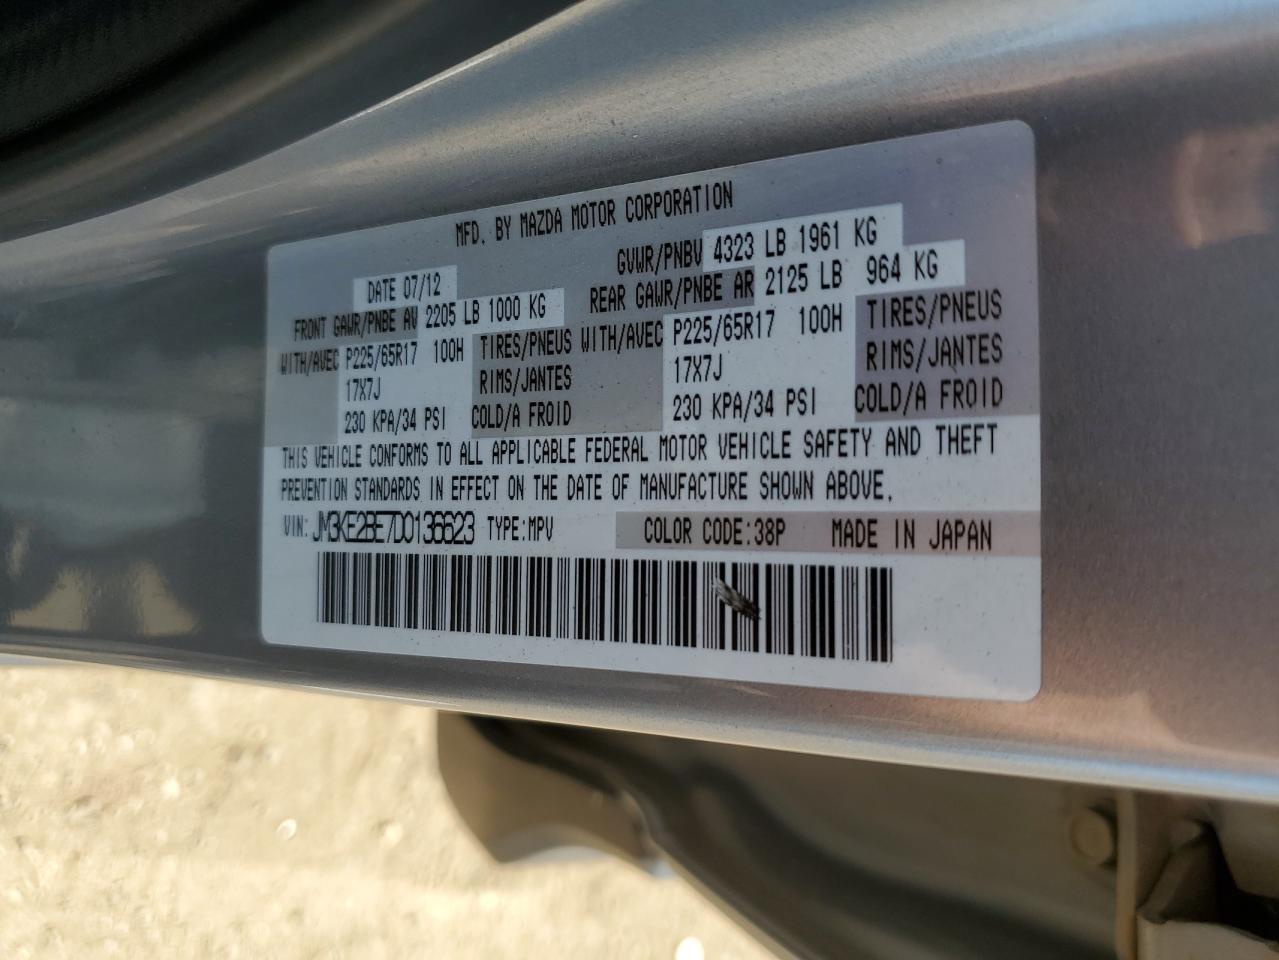 MFD. BY MAZDA MOTOR CORPORATION
DATE 07/12 GVWR/PNBV 4323 LB 1961 KG
FRONT GAWR/PNBE AV 2205 LB 1000 KG REAR GAWR/PNBE AR 2125 LB 964 KG
WITH/AVEC P225/65R17 100H TIRES/PNEUS WITH/AVEC P225/65R17 100H TIRES/PNEUS
17X7J RIMS/JANTES 17X7J RIMS/JANTES
230 KPA/34 PSI COLD/A FROID 230 KPA/34 PSI COLD/A FROID
THIS VEHICLE CONFORMS TO ALL APPLICABLE FEDERAL MOTOR VEHICLE SAFETY AND THEFT
PREVENTION STANDARDS IN EFFECT ON THE DATE OF MANUFACTURE SHOWN ABOVE.
VIN: JM3KE2BE7D0136623 TYPE:MPV COLOR CODE:38P MADE IN JAPAN